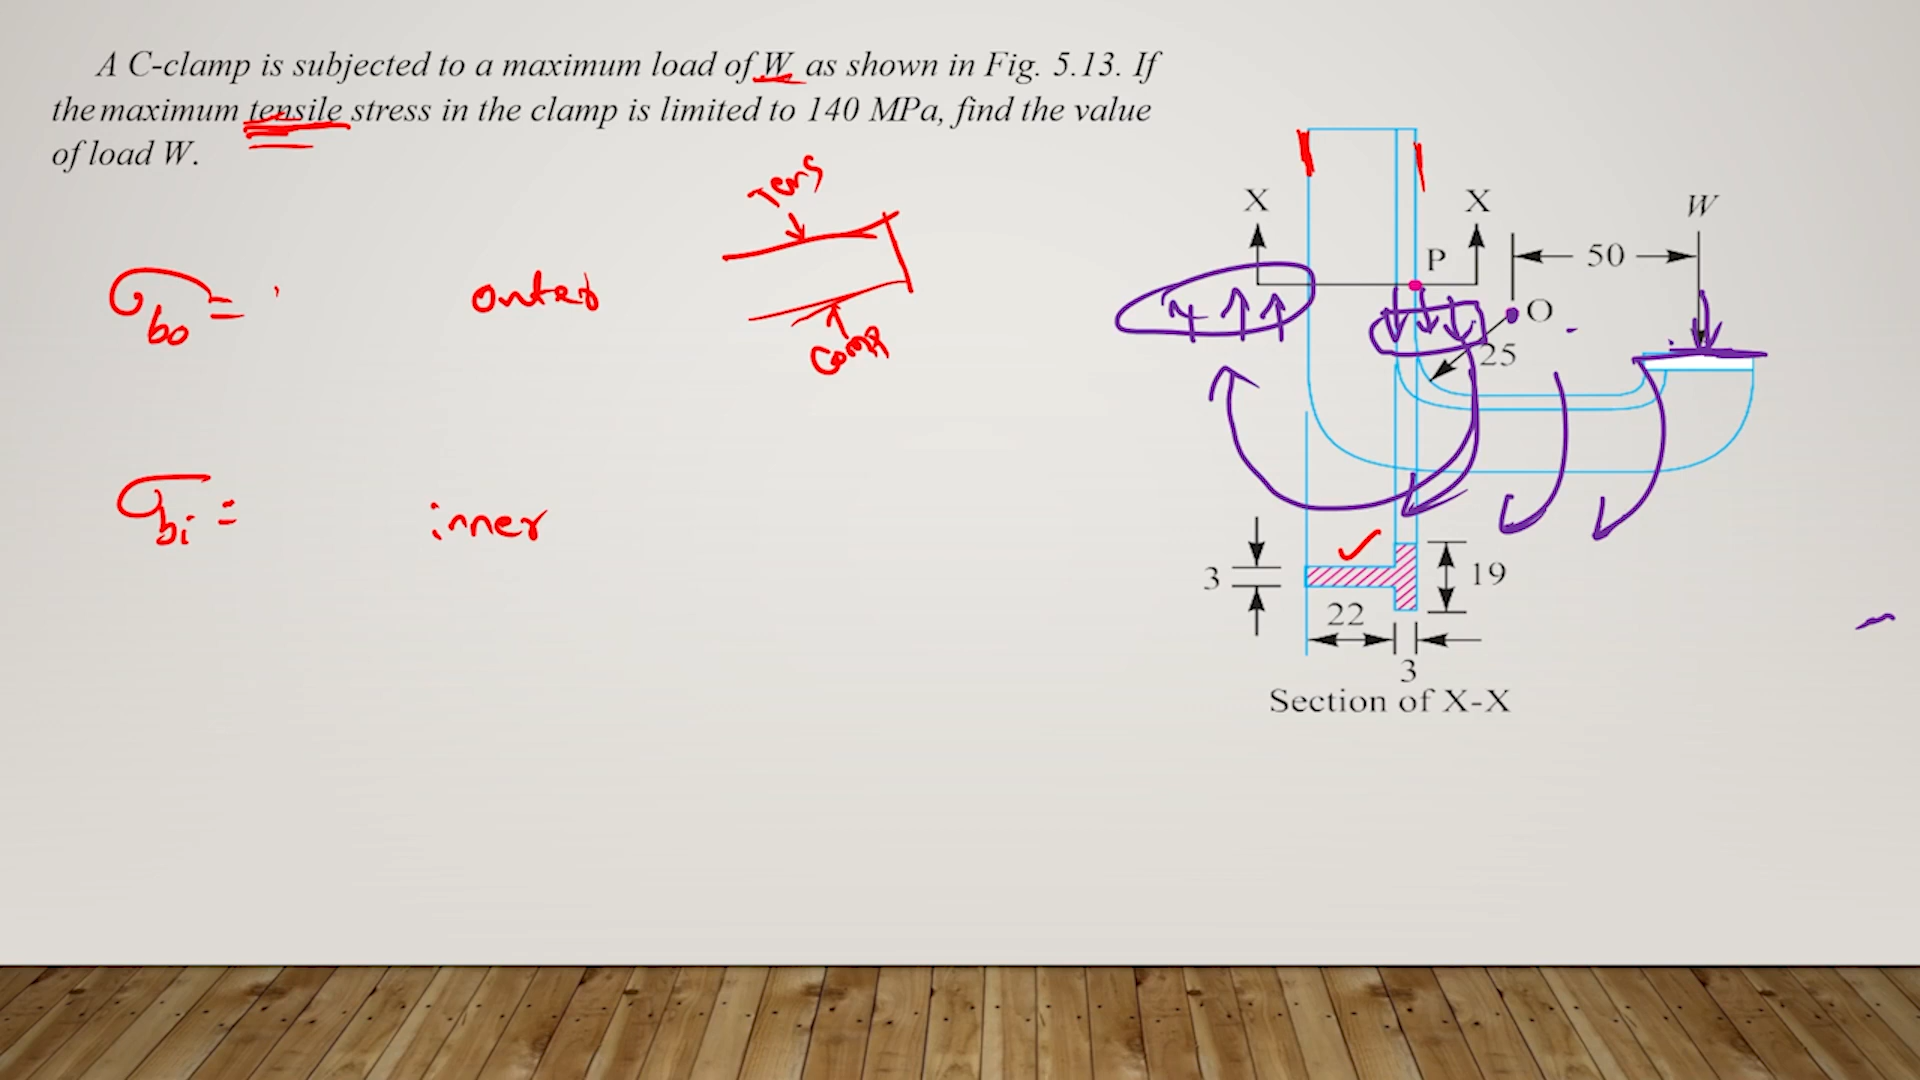 A C-clamp is subjected to a maximum load of W as shown in Fig. 5.13. If
the maximum tensile stress in the clamp is limited to 140 MPa, find the value
of load W.
Tens
X
X
W
P
50
σbo =
outer
O
Comp
25
σbi =
inner
3
19
22
3
Section of X-X